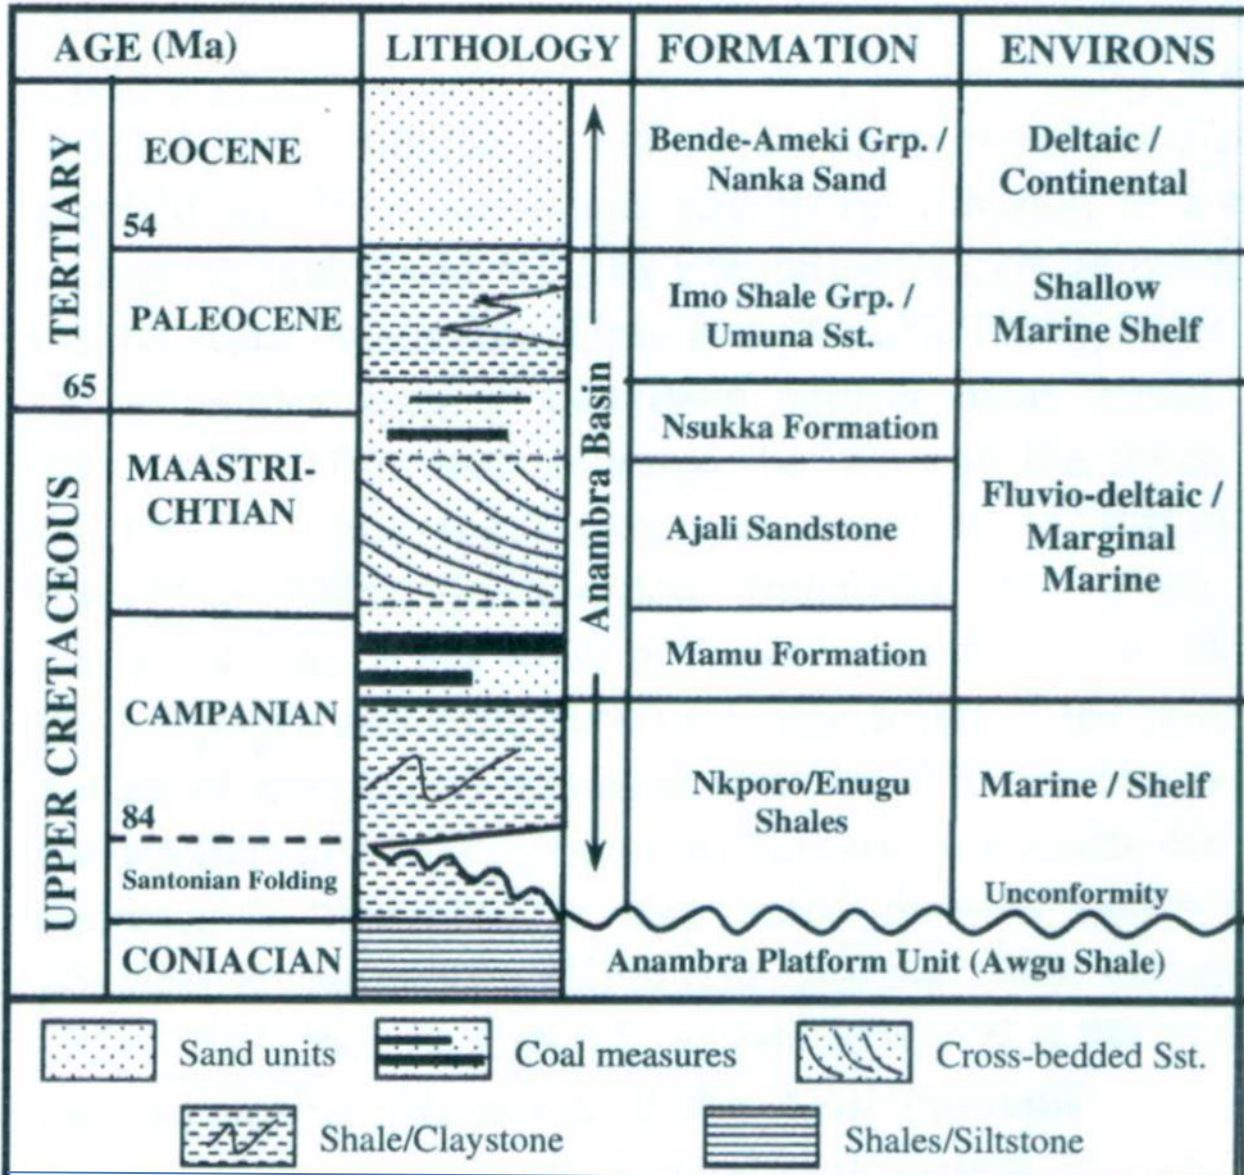 AGE (Ma)
LITHOLOGY
FORMATION
ENVIRONS
TERTIARY
EOCENE
54
Bende-Ameki Grp. /
Nanka Sand
Deltaic /
Continental
PALEOCENE
65
Imo Shale Grp. /
Umuna Sst.
Shallow
Marine Shelf
Anambra Basin
UPPER CRETACEOUS
MAASTRI-
CHTIAN
Nsukka Formation
Ajali Sandstone
Mamu Formation
Fluvio-deltaic /
Marginal
Marine
CAMPANIAN
84
Nkporo/Enugu
Shales
Marine / Shelf
Santonian Folding
Unconformity
CONIACIAN
Anambra Platform Unit (Awgu Shale)
Sand units
Coal measures
Cross-bedded Sst.
Shale/Claystone
Shales/Siltstone